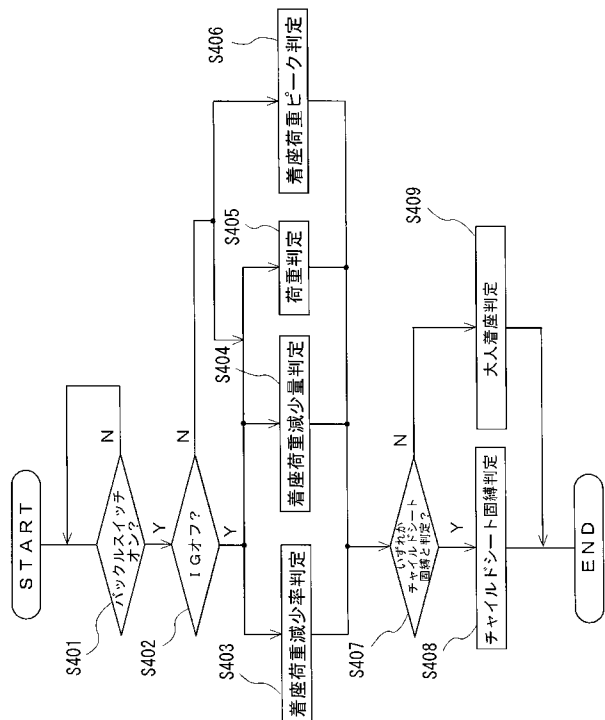 START
S401
バックルスイッチ
オン?
N
Y
S402
IGオフ?
N
Y
S403
着座荷重減少率判定
S404
着座荷重減少量判定
S405
荷重判定
S406
着座荷重ピーク判定
S407
いずれか
チャイルドシート
固縛と判定?
N
Y
S408
チャイルドシート固縛判定
S409
大人着座判定
END